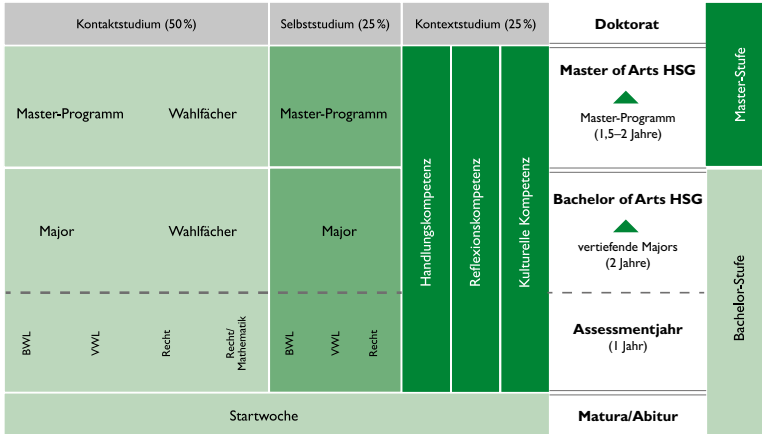 Kontaktstudium (50 %)
Selbststudium (25 %)
Kontextstudium (25 %)
Doktorat
Master-Stufe
Master-Programm
Wahlfächer
Master-Programm
Handlungskompetenz
Reflexionskompetenz
Kulturelle Kompetenz
Master of Arts HSG
Master-Programm
(1,5–2 Jahre)
Major
Wahlfächer
Major
Bachelor of Arts HSG
vertiefende Majors
(2 Jahre)
Bachelor-Stufe
BWL
VWL
Recht
Recht/
Mathematik
BWL
VWL
Recht
Assessmentjahr
(1 Jahr)
Startwoche
Matura/Abitur